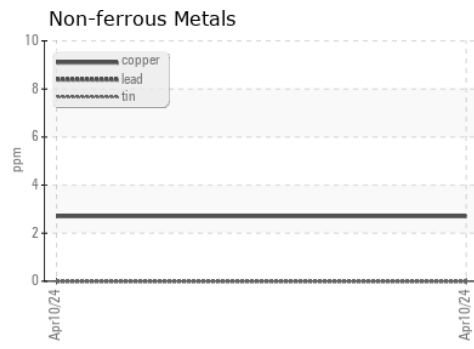 Non-ferrous Metals
10
copper
lead
tin
8
6
ppm
4
2
0
Apr10/24
Apr10/24